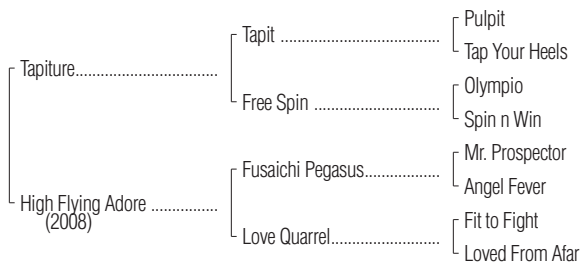 Pulpit
Tapit ........................................
Tap Your Heels
Tapiture....................................
Olympio
Free Spin ................................
Spin n Win
Mr. Prospector
Fusaichi Pegasus...................
Angel Fever
High Flying Adore .................
(2008)
Fit to Fight
Love Quarrel...........................
Loved From Afar